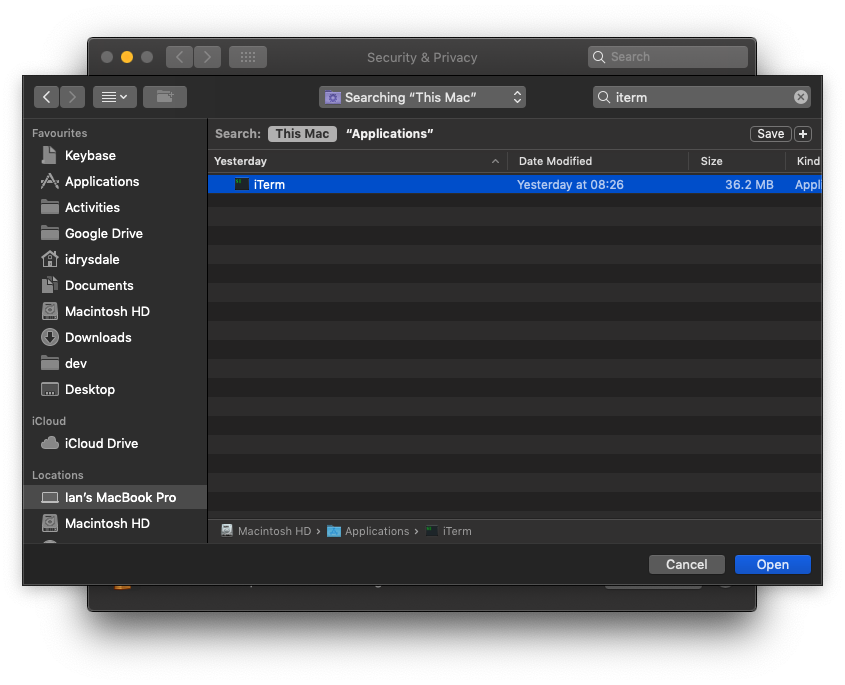 Security & Privacy
Search
Searching “This Mac”
iterm
Favourites
Keybase
Applications
Activities
Google Drive
idrysdale
Documents
Macintosh HD
Downloads
dev
Desktop
iCloud
iCloud Drive
Locations
Ian’s MacBook Pro
Macintosh HD
Search: This Mac “Applications” Save +
Yesterday Date Modified Size Kind
iTerm Yesterday at 08:26 36.2 MB Appl
Macintosh HD › Applications › iTerm
Cancel Open